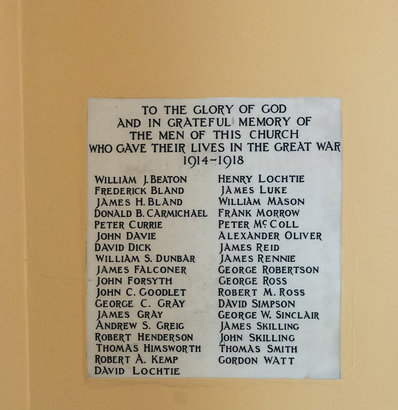 TO THE GLORY OF GOD
AND IN GRATEFUL MEMORY OF
THE MEN OF THIS CHURCH
WHO GAVE THEIR LIVES IN THE GREAT WAR
1914-1918
WILLIAM J. BEATON
FREDERICK BLAND
JAMES H. BLAND
DONALD B. CARMICHAEL
PETER CURRIE
JOHN DAVIE
DAVID DICK
WILLIAM S. DUNBAR
JAMES FALCONER
JOHN FORSYTH
JOHN C. GOODLET
GEORGE C. GRAY
JAMES GRAY
ANDREW S. GREIG
ROBERT HENDERSON
THOMAS HIMSWORTH
ROBERT A. KEMP
DAVID LOCHTIE
HENRY LOCHTIE
JAMES LUKE
WILLIAM MASON
FRANK MORROW
PETER McCOLL
ALEXANDER OLIVER
JAMES REID
JAMES RENNIE
GEORGE ROBERTSON
GEORGE ROSS
ROBERT M. ROSS
DAVID SIMPSON
GEORGE W. SINCLAIR
JAMES SKILLING
JOHN SKILLING
THOMAS SMITH
GORDON WATT